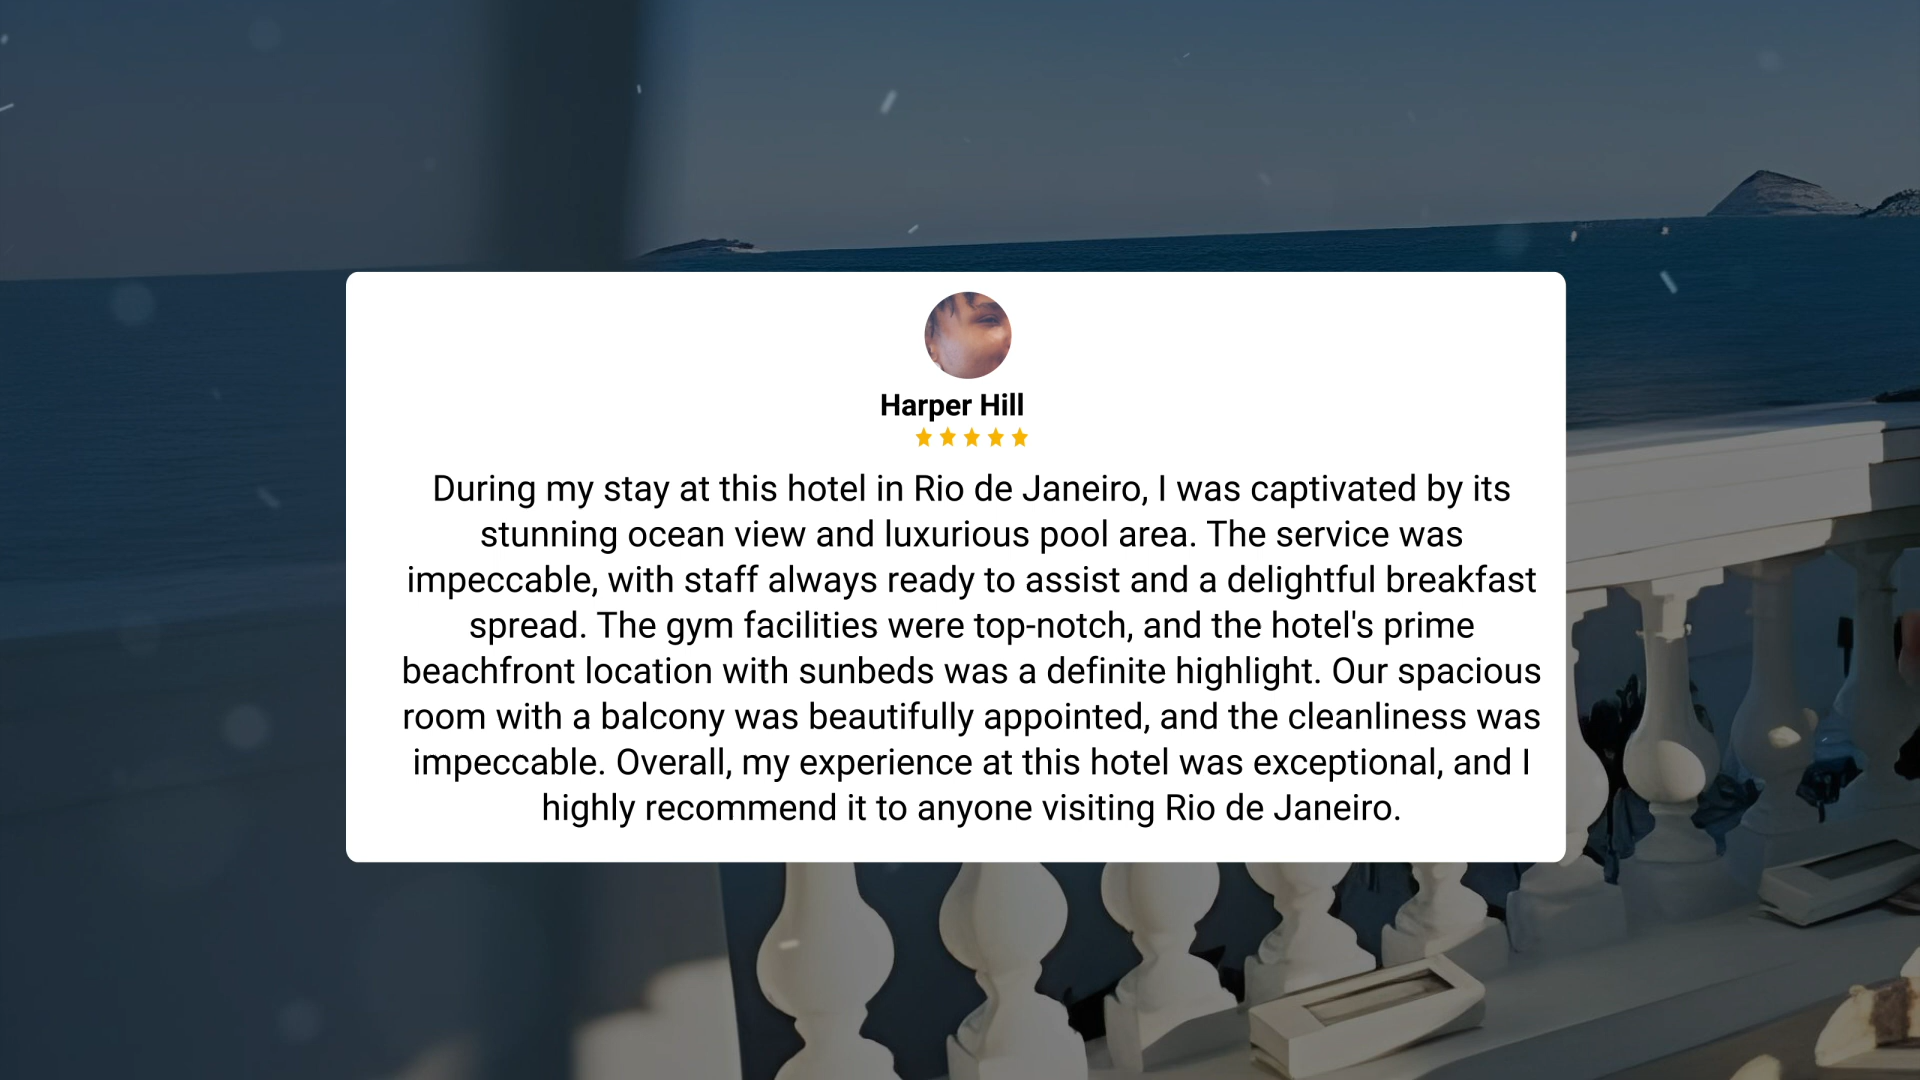 Harper Hill
During my stay at this hotel in Rio de Janeiro, I was captivated by its
stunning ocean view and luxurious pool area. The service was
impeccable, with staff always ready to assist and a delightful breakfast
spread. The gym facilities were top-notch, and the hotel's prime
beachfront location with sunbeds was a definite highlight. Our spacious
room with a balcony was beautifully appointed, and the cleanliness was
impeccable. Overall, my experience at this hotel was exceptional, and I
highly recommend it to anyone visiting Rio de Janeiro.